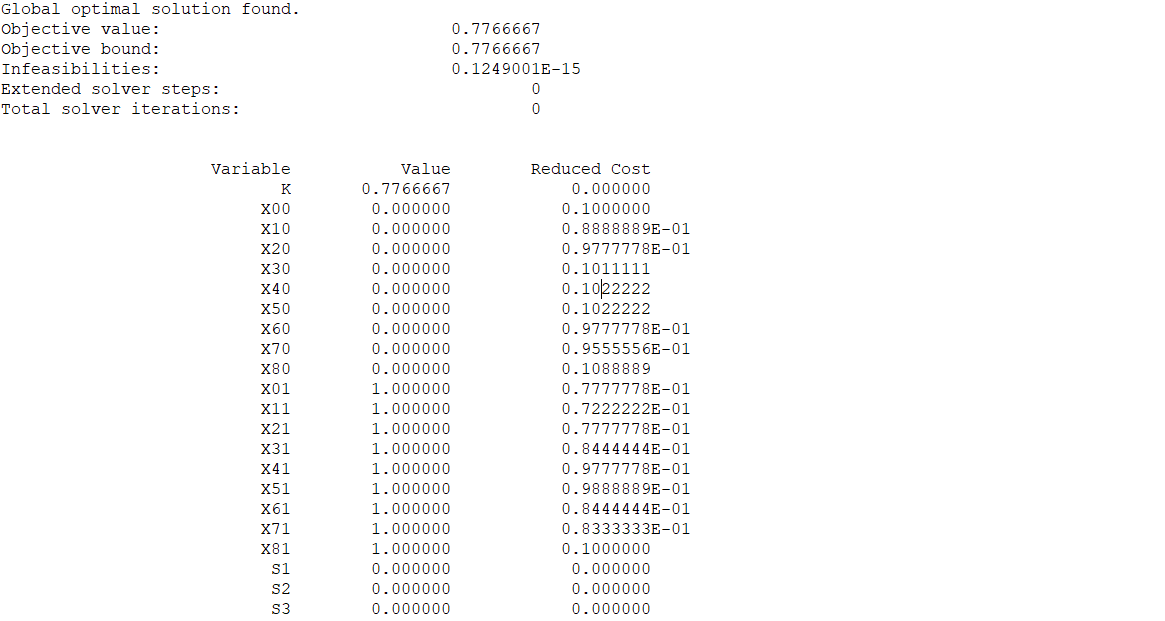 Global optimal solution found.
Objective value: 0.7766667
Objective bound: 0.7766667
Infeasibilities: 0.1249001E-15
Extended solver steps: 0
Total solver iterations: 0
Variable Value Reduced Cost
K 0.7766667 0.000000
X00 0.000000 0.1000000
X10 0.000000 0.8888889E-01
X20 0.000000 0.9777778E-01
X30 0.000000 0.1011111
X40 0.000000 0.1022222
X50 0.000000 0.1022222
X60 0.000000 0.9777778E-01
X70 0.000000 0.9555556E-01
X80 0.000000 0.1088889
X01 1.000000 0.7777778E-01
X11 1.000000 0.7222222E-01
X21 1.000000 0.7777778E-01
X31 1.000000 0.8444444E-01
X41 1.000000 0.9777778E-01
X51 1.000000 0.9888889E-01
X61 1.000000 0.8444444E-01
X71 1.000000 0.8333333E-01
X81 1.000000 0.1000000
S1 0.000000 0.000000
S2 0.000000 0.000000
S3 0.000000 0.000000